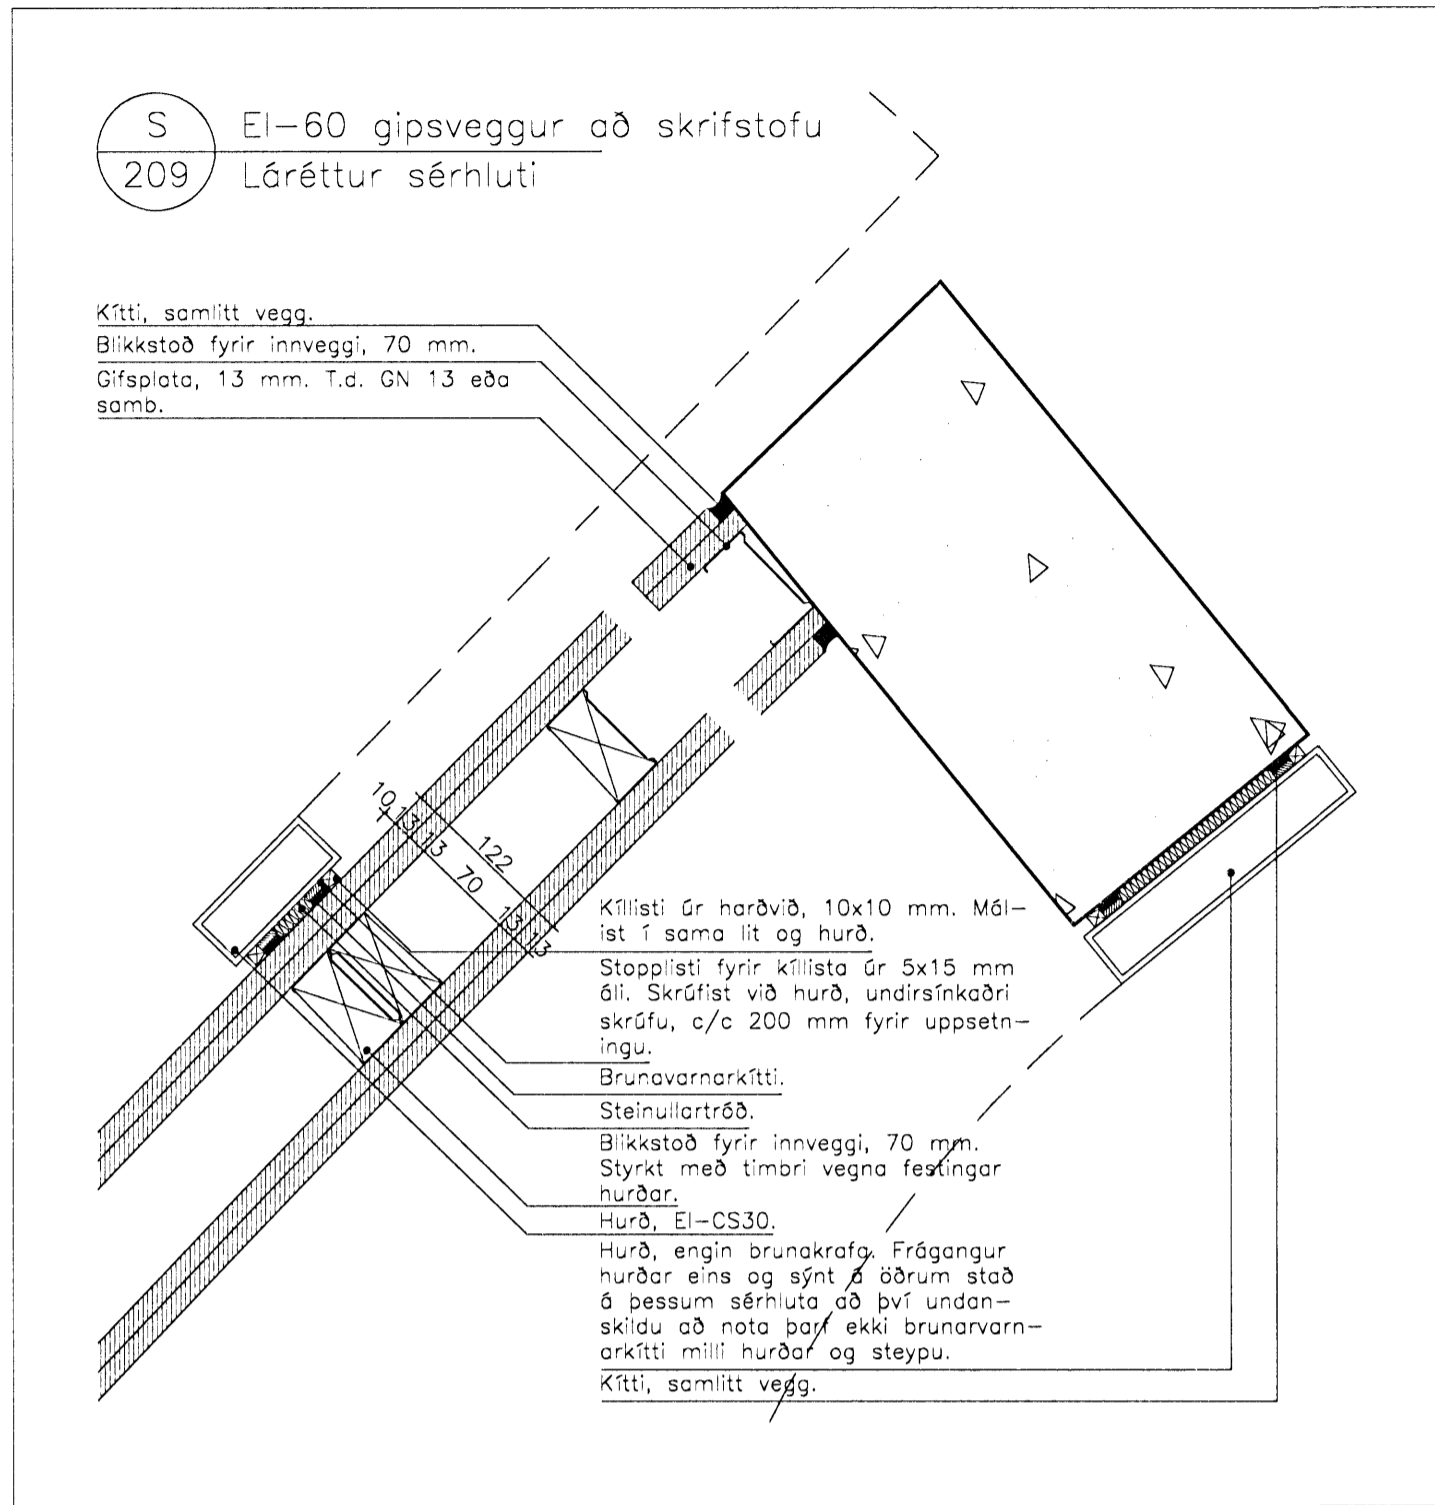 S
209
EI-60 gipsveggur að skrifstofu
Láréttur sérhluti
Kítti, samlitt vegg.
Blikkstoð fyrir innveggi, 70 mm.
Gifsplata, 13 mm. T.d. GN 13 eða
samb.
10
13
13
122
70
13
13
Kíllisti úr harðvið, 10x10 mm. Mál-
ist í sama lit og hurð.
Stopplisti fyrir kíllista úr 5x15 mm
áli. Skrúfist við hurð, undirsínkaðri
skrúfu, c/c 200 mm fyrir uppsetn-
ingu.
Brunavarnarkítti.
Steinullartróð.
Blikkstoð fyrir innveggi, 70 mm.
Styrkt með timbri vegna festingar
hurðar.
Hurð, EI-CS30.
Hurð, engin brunakrafa. Frágangur
hurðar eins og sýnt á öðrum stað
á þessum sérhluta að því undan-
skildu að nota þarf ekki brunarvarn-
arkítti milli hurðar og steypu.
Kítti, samlitt vegg.